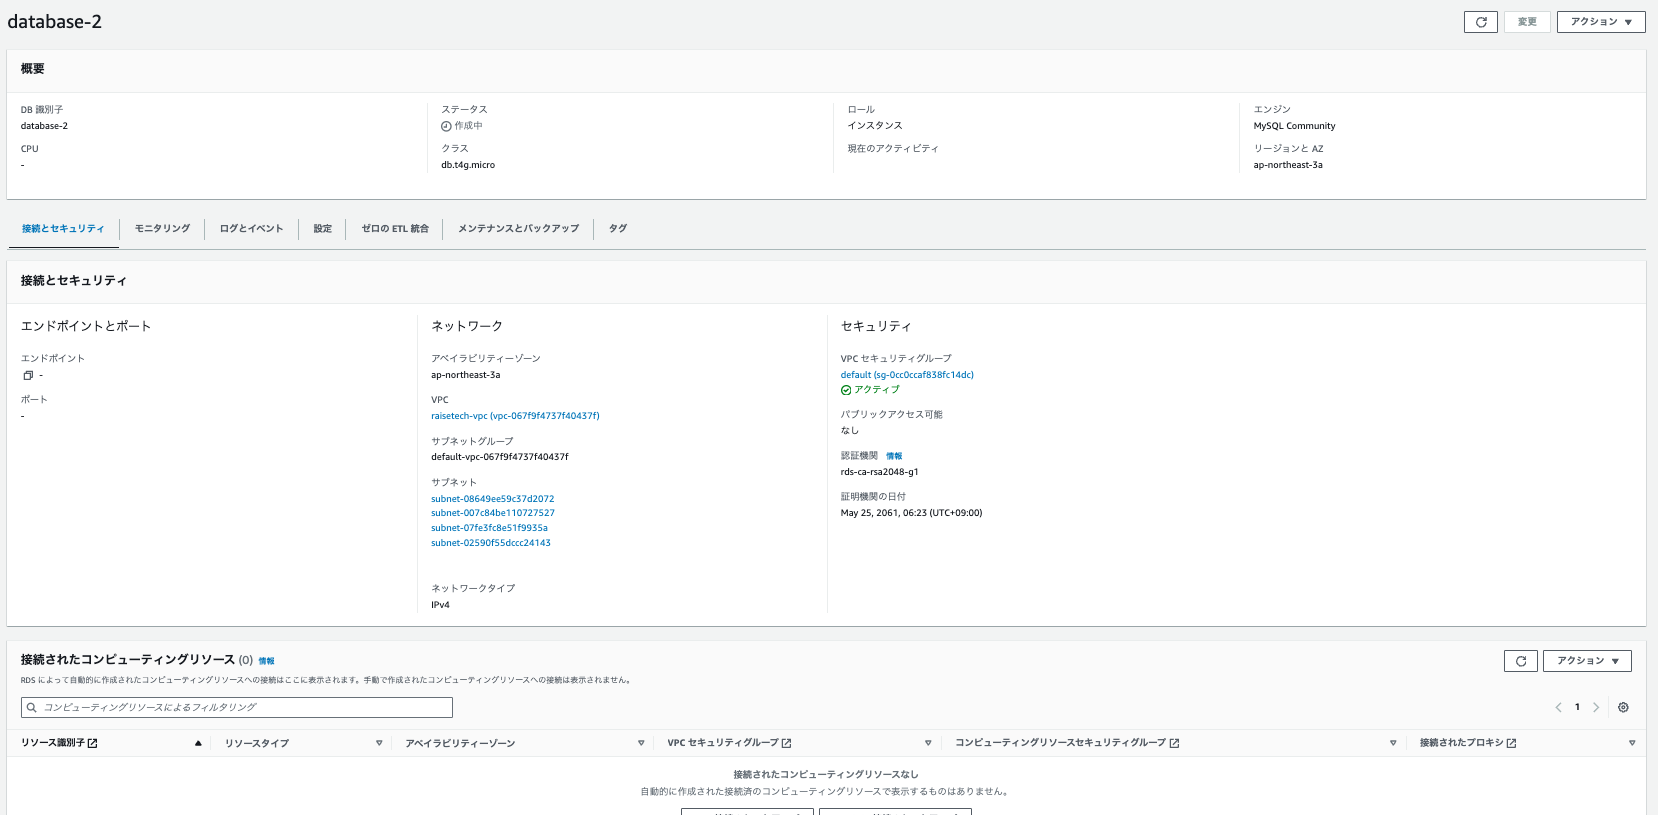 database-2
変更
アクション
概要
DB 識別子
database-2
CPU
-
ステータス
作成中
クラス
db.t4g.micro
ロール
インスタンス
現在のアクティビティ
エンジン
MySQL Community
リージョンと AZ
ap-northeast-3a
接続とセキュリティ
モニタリング
ログとイベント
設定
ゼロの ETL 統合
メンテナンスとバックアップ
タグ
接続とセキュリティ
エンドポイントとポート
エンドポイント
-
ポート
-
ネットワーク
アベイラビリティーゾーン
ap-northeast-3a
VPC
raisetech-vpc (vpc-067f9f4737f40437f)
サブネットグループ
default-vpc-067f9f4737f40437f
サブネット
subnet-08649ee59c37d2072
subnet-007c84be110727527
subnet-07fe3fc8e51f9935a
subnet-02590f55dccc24143
ネットワークタイプ
IPv4
セキュリティ
VPC セキュリティグループ
default (sg-0cc0ccaf838fc14dc)
アクティブ
パブリックアクセス可能
なし
認証機関 情報
rds-ca-rsa2048-g1
証明機関の日付
May 25, 2061, 06:23 (UTC+09:00)
接続されたコンピューティングリソース (0) 情報
アクション
RDS によって自動的に作成されたコンピューティングリソースへの接続はここに表示されます。手動で作成されたコンピューティングリソースへの接続は表示されません。
コンピューティングリソースによるフィルタリング
1
リソース識別子
リソースタイプ
アベイラビリティーゾーン
VPC セキュリティグループ
コンピューティングリソースセキュリティグループ
接続されたプロキシ
接続されたコンピューティングリソースなし
自動的に作成された接続済のコンピューティングリソースで表示するものはありません。